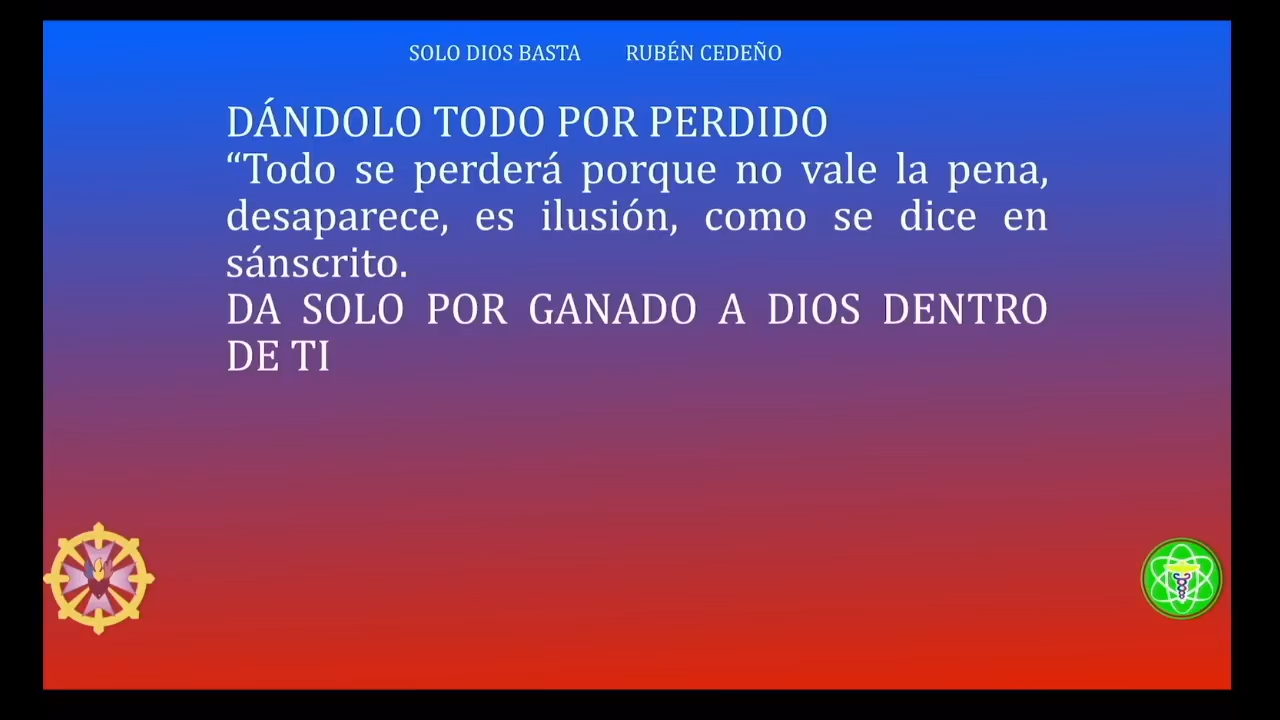 SOLO DIOS BASTA RUBÉN CEDEÑO
DÁNDOLO TODO POR PERDIDO
“Todo se perderá porque no vale la pena,
desaparece, es ilusión, como se dice en
sánscrito.
DA SOLO POR GANADO A DIOS DENTRO
DE TI